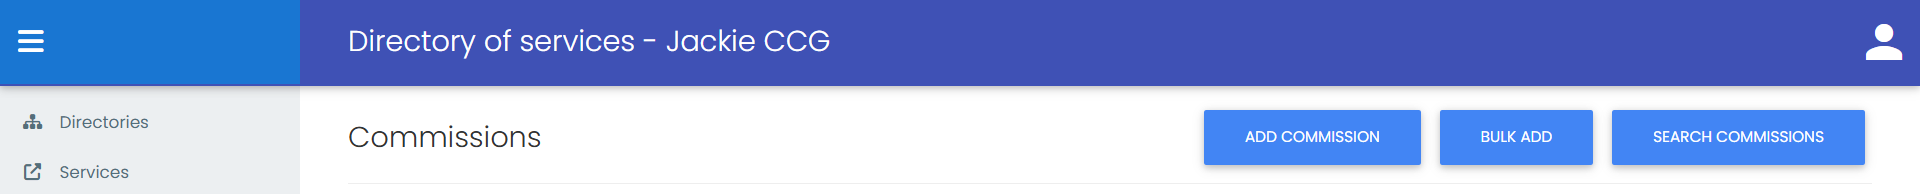 Directory of services - Jackie CCG
Directories
Services
Commissions
ADD COMMISSION
BULK ADD
SEARCH COMMISSIONS